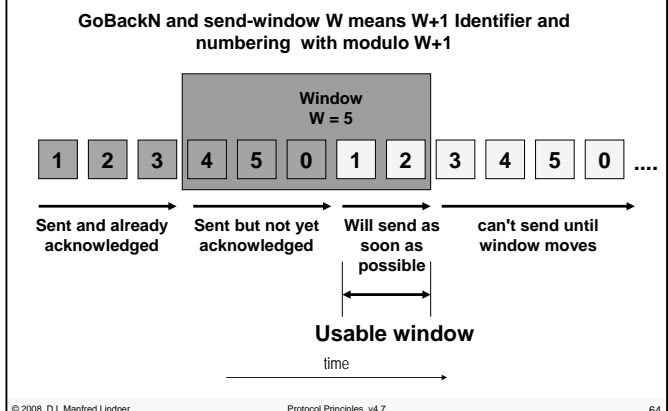 GoBackN and send-window W means W+1 Identifier and
numbering with modulo W+1
Window
W = 5
1 2 3 4 5 0 1 2 3 4 5 0 ....
Sent and already
acknowledged
Sent but not yet
acknowledged
Will send as
soon as
possible
can't send until
window moves
Usable window
time
© 2008, D.I. Manfred Lindner
Protocol Principles, v4.7
64